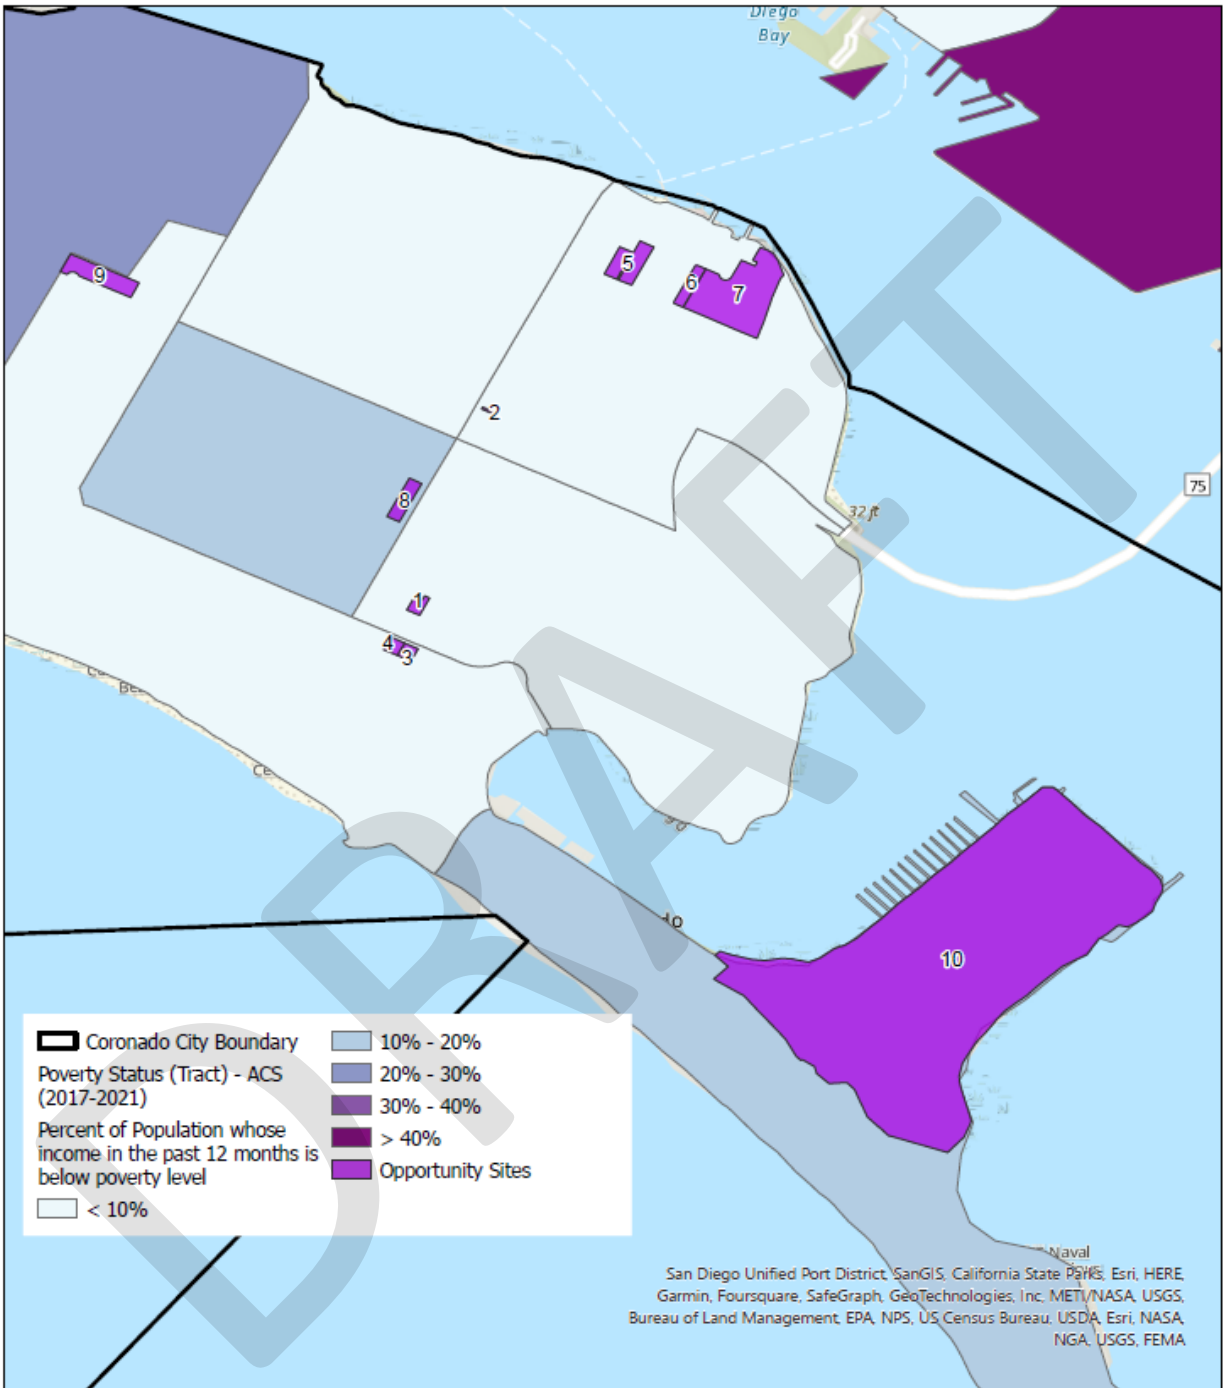 Diego
Bay
9
5
6
7
2
75
8
32 ft
1
4
3
10
Coronado City Boundary
Poverty Status (Tract) - ACS
(2017-2021)
Percent of Population whose
income in the past 12 months is
below poverty level
< 10%
10% - 20%
20% - 30%
30% - 40%
> 40%
Opportunity Sites
Naval
San Diego Unified Port District, SanGIS, California State Parks, Esri, HERE,
Garmin, Foursquare, SafeGraph, GeoTechnologies, Inc, METI/NASA, USGS,
Bureau of Land Management, EPA, NPS, US Census Bureau, USDA, Esri, NASA,
NGA, USGS, FEMA
DRAFT